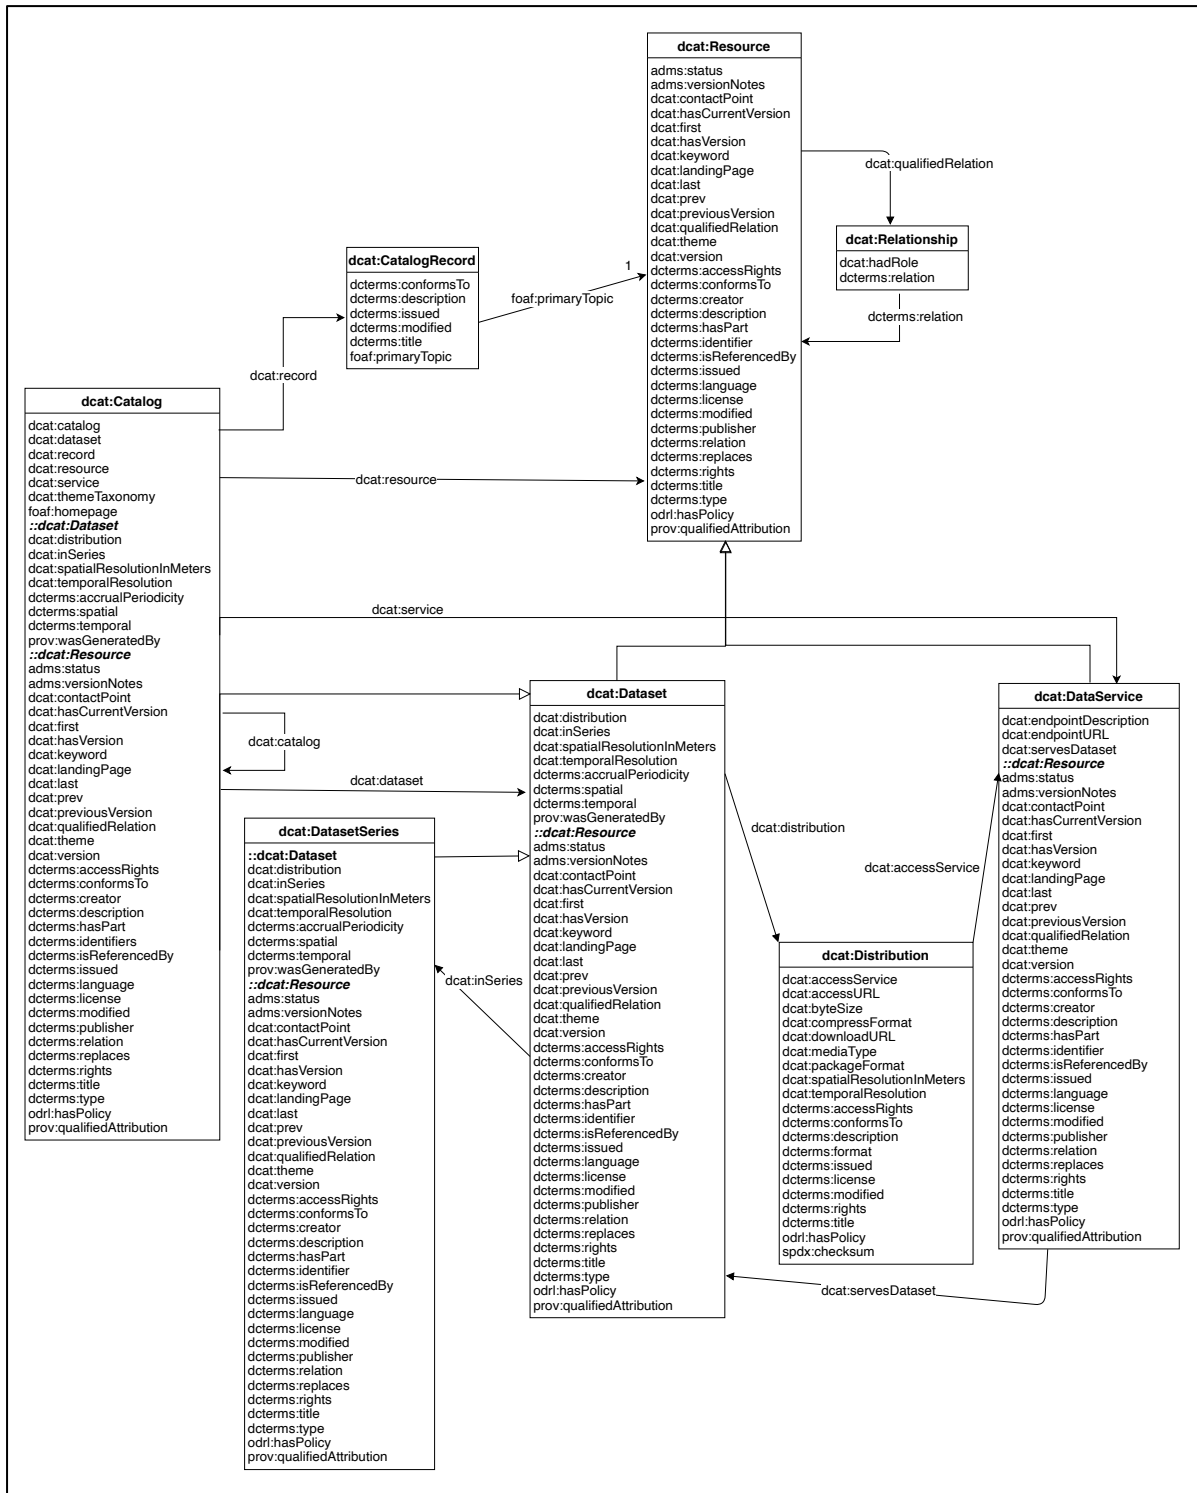 dcat:Resource
adms:status
adms:versionNotes
dcat:contactPoint
dcat:hasCurrentVersion
dcat:first
dcat:hasVersion
dcat:keyword
dcat:landingPage
dcat:last
dcat:prev
dcat:previousVersion
dcat:qualifiedRelation
dcat:theme
dcat:version
dcterms:accessRights
dcterms:conformsTo
dcterms:creator
dcterms:description
dcterms:hasPart
dcterms:identifier
dcterms:isReferencedBy
dcterms:issued
dcterms:language
dcterms:license
dcterms:modified
dcterms:publisher
dcterms:relation
dcterms:replaces
dcterms:rights
dcterms:title
dcterms:type
odrl:hasPolicy
prov:qualifiedAttribution
dcat:qualifiedRelation
dcat:Relationship
dcat:hadRole
dcterms:relation
dcterms:relation
dcat:CatalogRecord
dcterms:conformsTo
dcterms:description
dcterms:issued
dcterms:modified
dcterms:title
foaf:primaryTopic
1
foaf:primaryTopic
dcat:record
dcat:Catalog
dcat:catalog
dcat:dataset
dcat:record
dcat:resource
dcat:service
dcat:themeTaxonomy
foaf:homepage
::dcat:Dataset
dcat:distribution
dcat:inSeries
dcat:spatialResolutionInMeters
dcat:temporalResolution
dcterms:accrualPeriodicity
dcterms:spatial
dcterms:temporal
prov:wasGeneratedBy
::dcat:Resource
adms:status
adms:versionNotes
dcat:contactPoint
dcat:hasCurrentVersion
dcat:first
dcat:hasVersion
dcat:keyword
dcat:landingPage
dcat:last
dcat:prev
dcat:previousVersion
dcat:qualifiedRelation
dcat:theme
dcat:version
dcterms:accessRights
dcterms:conformsTo
dcterms:creator
dcterms:description
dcterms:hasPart
dcterms:identifiers
dcterms:isReferencedBy
dcterms:issued
dcterms:language
dcterms:license
dcterms:modified
dcterms:publisher
dcterms:relation
dcterms:replaces
dcterms:rights
dcterms:title
dcterms:type
odrl:hasPolicy
prov:qualifiedAttribution
dcat:resource
dcat:service
dcat:catalog
dcat:dataset
dcat:DatasetSeries
::dcat:Dataset
dcat:distribution
dcat:inSeries
dcat:spatialResolutionInMeters
dcat:temporalResolution
dcterms:accrualPeriodicity
dcterms:spatial
dcterms:temporal
prov:wasGeneratedBy
::dcat:Resource
adms:status
adms:versionNotes
dcat:contactPoint
dcat:hasCurrentVersion
dcat:first
dcat:hasVersion
dcat:keyword
dcat:landingPage
dcat:last
dcat:prev
dcat:previousVersion
dcat:qualifiedRelation
dcat:theme
dcat:version
dcterms:accessRights
dcterms:conformsTo
dcterms:creator
dcterms:description
dcterms:hasPart
dcterms:identifier
dcterms:isReferencedBy
dcterms:issued
dcterms:language
dcterms:license
dcterms:modified
dcterms:publisher
dcterms:relation
dcterms:replaces
dcterms:rights
dcterms:title
dcterms:type
odrl:hasPolicy
prov:qualifiedAttribution
dcat:inSeries
dcat:Dataset
dcat:distribution
dcat:inSeries
dcat:spatialResolutionInMeters
dcat:temporalResolution
dcterms:accrualPeriodicity
dcterms:spatial
dcterms:temporal
prov:wasGeneratedBy
::dcat:Resource
adms:status
adms:versionNotes
dcat:contactPoint
dcat:hasCurrentVersion
dcat:first
dcat:hasVersion
dcat:keyword
dcat:landingPage
dcat:last
dcat:prev
dcat:previousVersion
dcat:qualifiedRelation
dcat:theme
dcat:version
dcterms:accessRights
dcterms:conformsTo
dcterms:creator
dcterms:description
dcterms:hasPart
dcterms:identifier
dcterms:isReferencedBy
dcterms:issued
dcterms:language
dcterms:license
dcterms:modified
dcterms:publisher
dcterms:relation
dcterms:replaces
dcterms:rights
dcterms:title
dcterms:type
odrl:hasPolicy
prov:qualifiedAttribution
dcat:distribution
dcat:accessService
dcat:Distribution
dcat:accessService
dcat:accessURL
dcat:byteSize
dcat:compressFormat
dcat:downloadURL
dcat:mediaType
dcat:packageFormat
dcat:spatialResolutionInMeters
dcat:temporalResolution
dcterms:accessRights
dcterms:conformsTo
dcterms:description
dcterms:format
dcterms:issued
dcterms:license
dcterms:modified
dcterms:rights
dcterms:title
odrl:hasPolicy
spdx:checksum
dcat:servesDataset
dcat:DataService
dcat:endpointDescription
dcat:endpointURL
dcat:servesDataset
::dcat:Resource
adms:status
adms:versionNotes
dcat:contactPoint
dcat:hasCurrentVersion
dcat:first
dcat:hasVersion
dcat:keyword
dcat:landingPage
dcat:last
dcat:prev
dcat:previousVersion
dcat:qualifiedRelation
dcat:theme
dcat:version
dcterms:accessRights
dcterms:conformsTo
dcterms:creator
dcterms:description
dcterms:hasPart
dcterms:identifier
dcterms:isReferencedBy
dcterms:issued
dcterms:language
dcterms:license
dcterms:modified
dcterms:publisher
dcterms:relation
dcterms:replaces
dcterms:rights
dcterms:title
dcterms:type
odrl:hasPolicy
prov:qualifiedAttribution